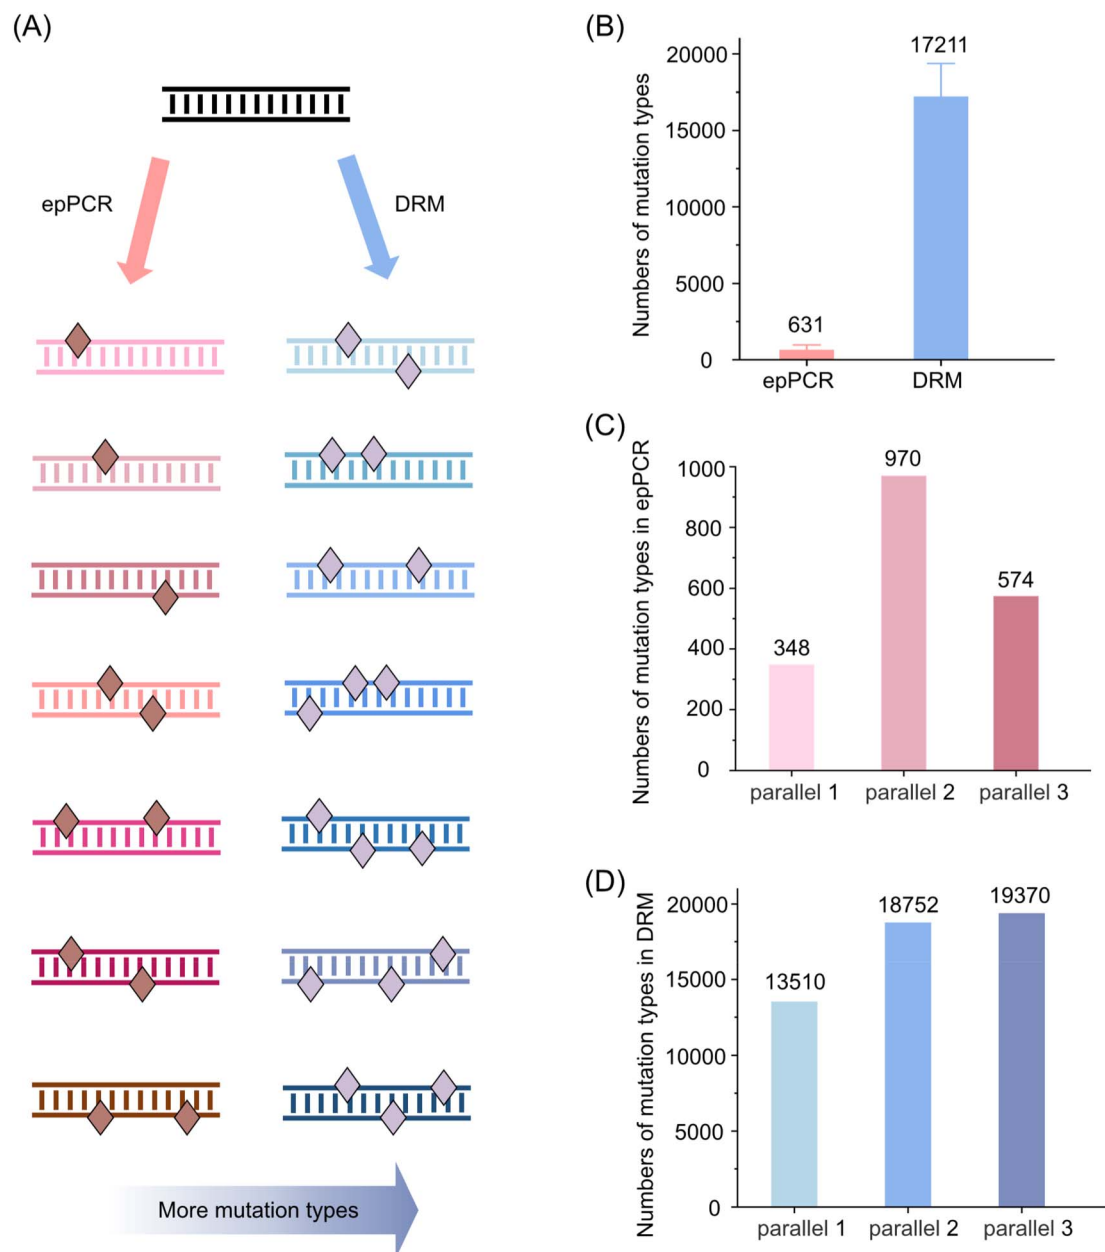 (A)
epPCR
DRM
More mutation types
(B)
Numbers of mutation types
20000
15000
10000
5000
0
631
17211
epPCR
DRM
(C)
Numbers of mutation types in epPCR
1000
800
600
400
200
0
348
970
574
parallel 1
parallel 2
parallel 3
(D)
Numbers of mutation types in DRM
20000
15000
10000
5000
0
13510
18752
19370
parallel 1
parallel 2
parallel 3